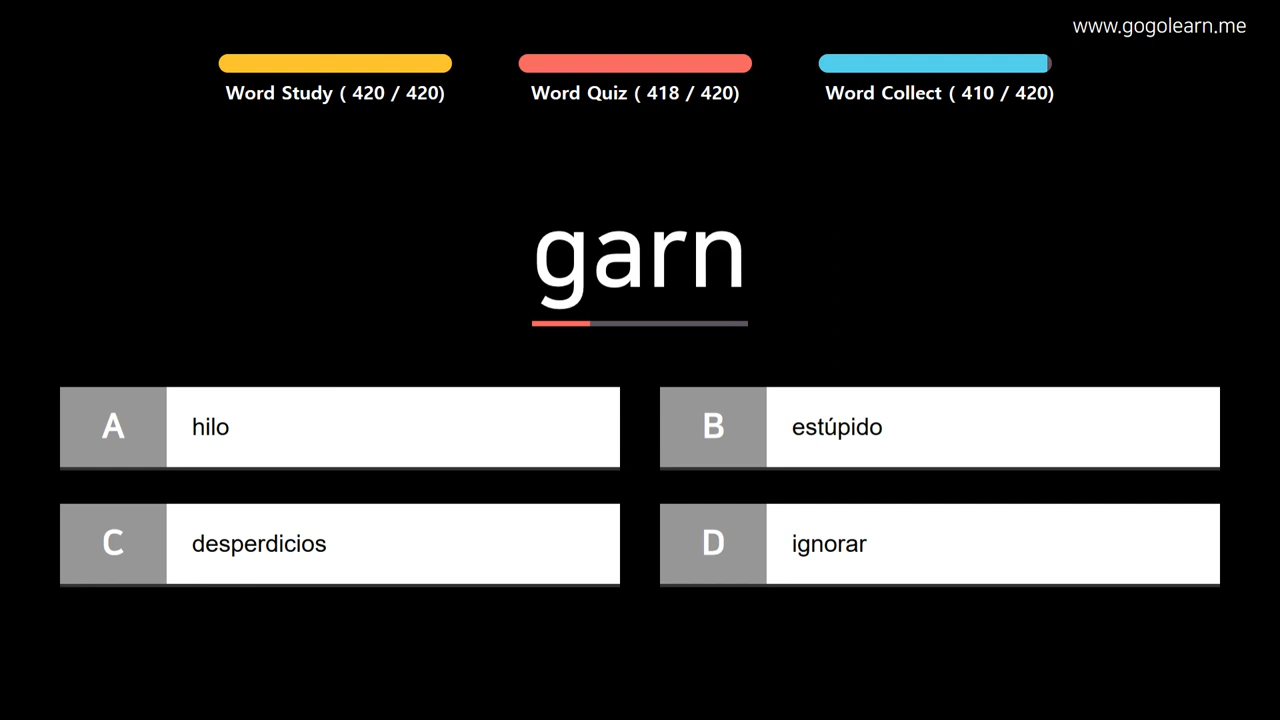 www.gogolearn.me
Word Study ( 420 / 420)
Word Quiz ( 418 / 420)
Word Collect ( 410 / 420)
garn
A hilo
B estúpido
C desperdicios
D ignorar